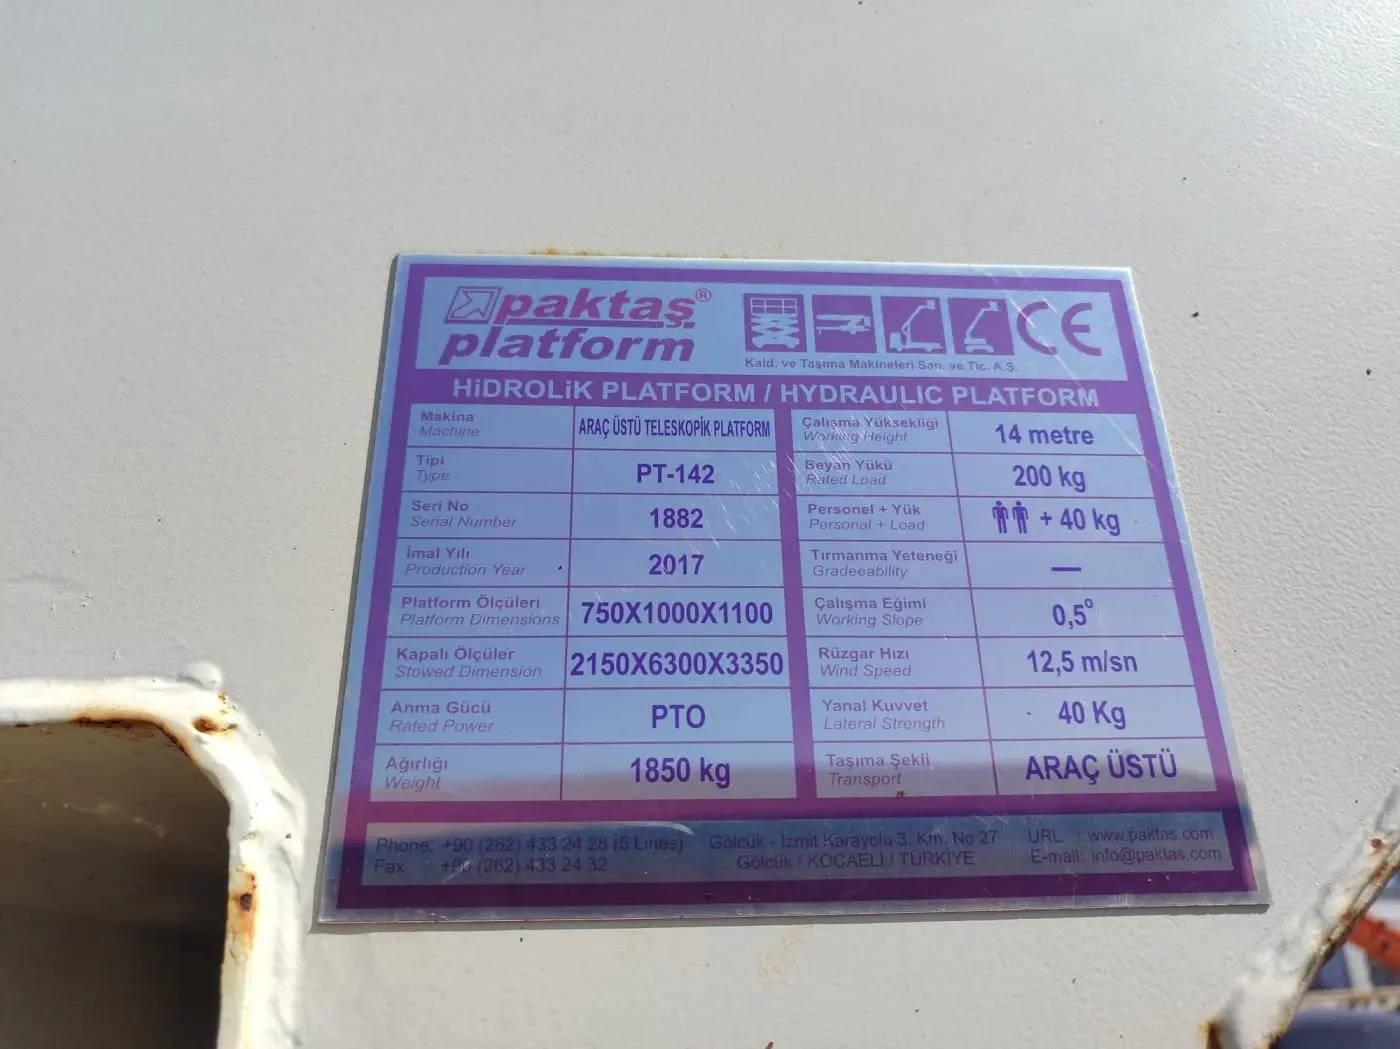 paktaş®
platform
CE
Kald. ve Taşıma Makineleri San. ve Tic. A.Ş.
HiDROLiK PLATFORM / HYDRAULIC PLATFORM
Makina
Machine
ARAÇ ÜSTÜ TELESKOPİK PLATFORM
Tipi
Type
PT-142
Seri No
Serial Number
1882
İmal Yılı
Production Year
2017
Platform Ölçüleri
Platform Dimensions
750X1000X1100
Kapalı Ölçüler
Stowed Dimension
2150X6300X3350
Anma Gücü
Rated Power
PTO
Ağırlığı
Weight
1850 kg
Çalışma Yüksekliği
Working Height
14 metre
Beyan Yükü
Rated Load
200 kg
Personel + Yük
Personal + Load
+ 40 kg
Tırmanma Yeteneği
Gradeeability
—
Çalışma Eğimi
Working Slope
0,5°
Rüzgar Hızı
Wind Speed
12,5 m/sn
Yanal Kuvvet
Lateral Strength
40 Kg
Taşıma Şekli
Transport
ARAÇ ÜSTÜ
Phone: +90 (262) 433 24 28 (5 Lines)
Fax : +90 (262) 433 24 32
Gölcük - İzmit Karayolu 3. Km. No 27
Gölcük / KOCAELİ / TÜRKİYE
URL : www.paktas.com
E-mail: info@paktas.com